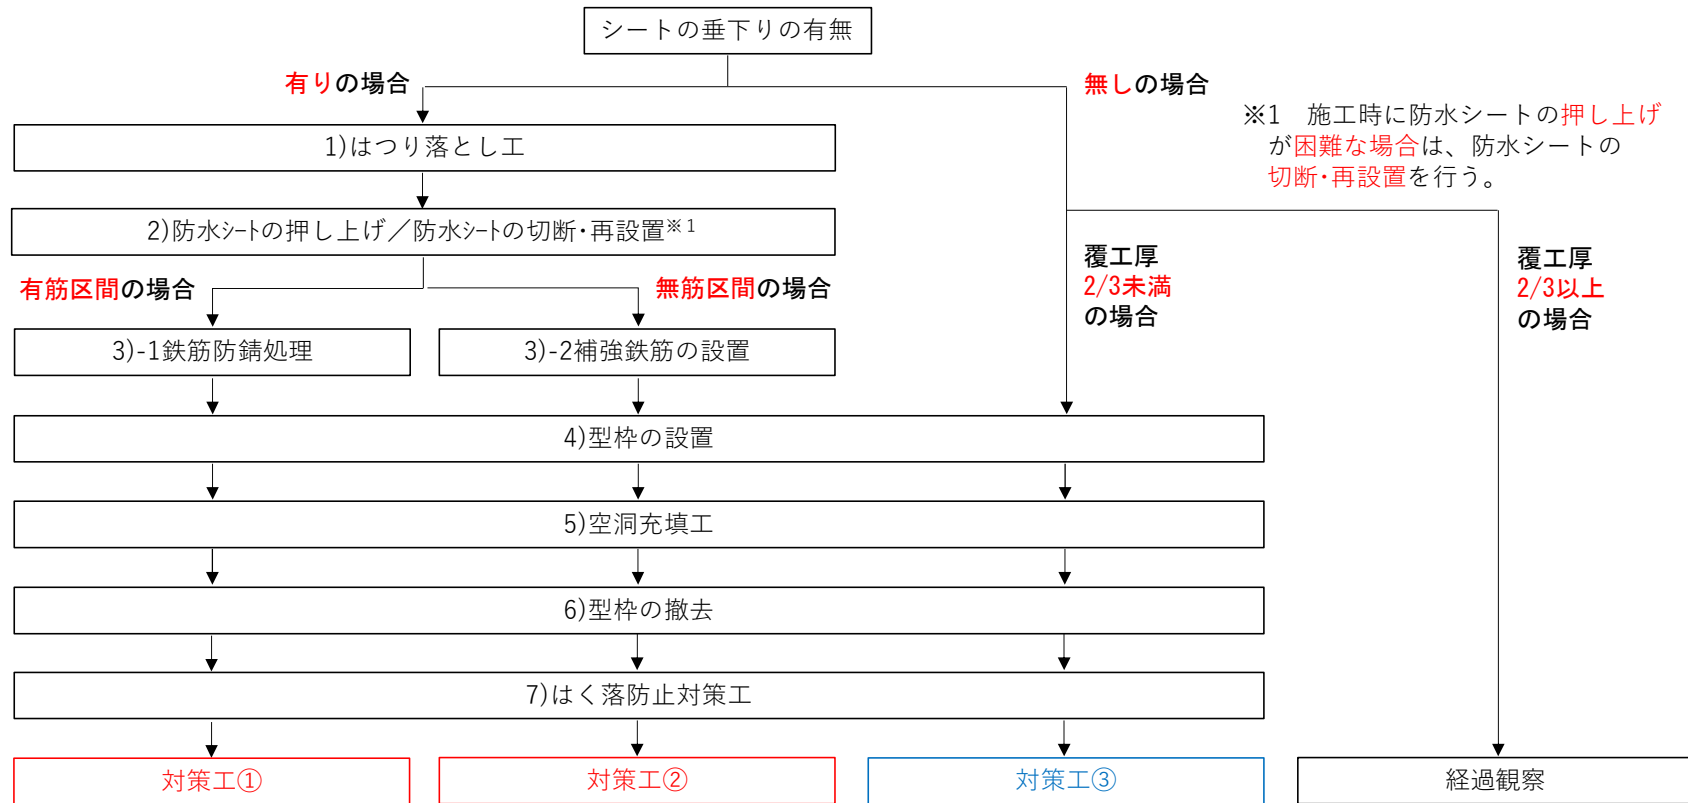 シートの垂下りの有無
有りの場合
無しの場合
※1　施工時に防水シートの押し上げ
が困難な場合は、防水シートの
切断・再設置を行う。
1)はつり落とし工
2)防水ｼｰﾄの押し上げ／防水ｼｰﾄの切断・再設置※1
有筋区間の場合
無筋区間の場合
覆工厚
2/3未満
の場合
覆工厚
2/3以上
の場合
3)-1鉄筋防錆処理
3)-2補強鉄筋の設置
4)型枠の設置
5)空洞充填工
6)型枠の撤去
7)はく落防止対策工
対策工①
対策工②
対策工③
経過観察